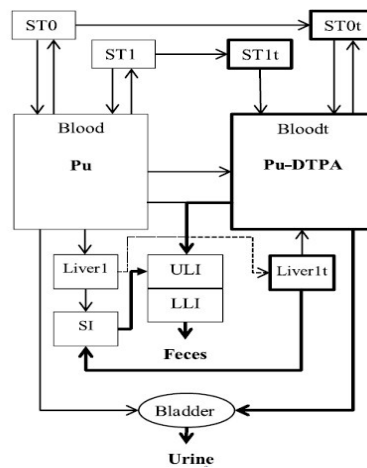 ST0
ST0t
ST1
ST1t
Blood
Pu
Bloodt
Pu-DTPA
Liver1
ULI
Liver1t
SI
LLI
Feces
Bladder
Urine